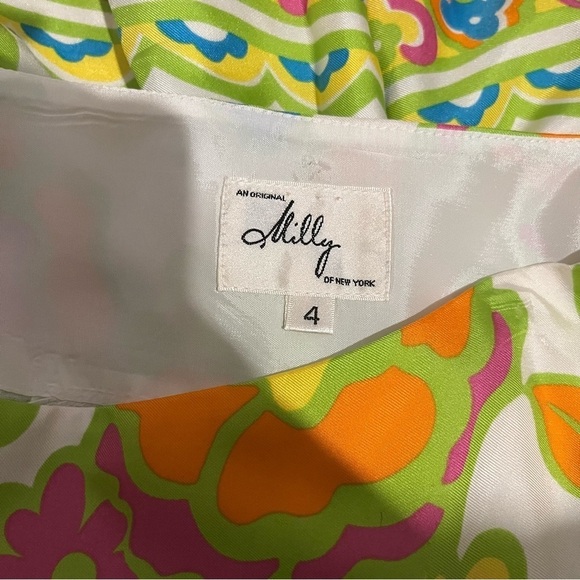 AN ORIGINAL
Milly
OF NEW YORK
4